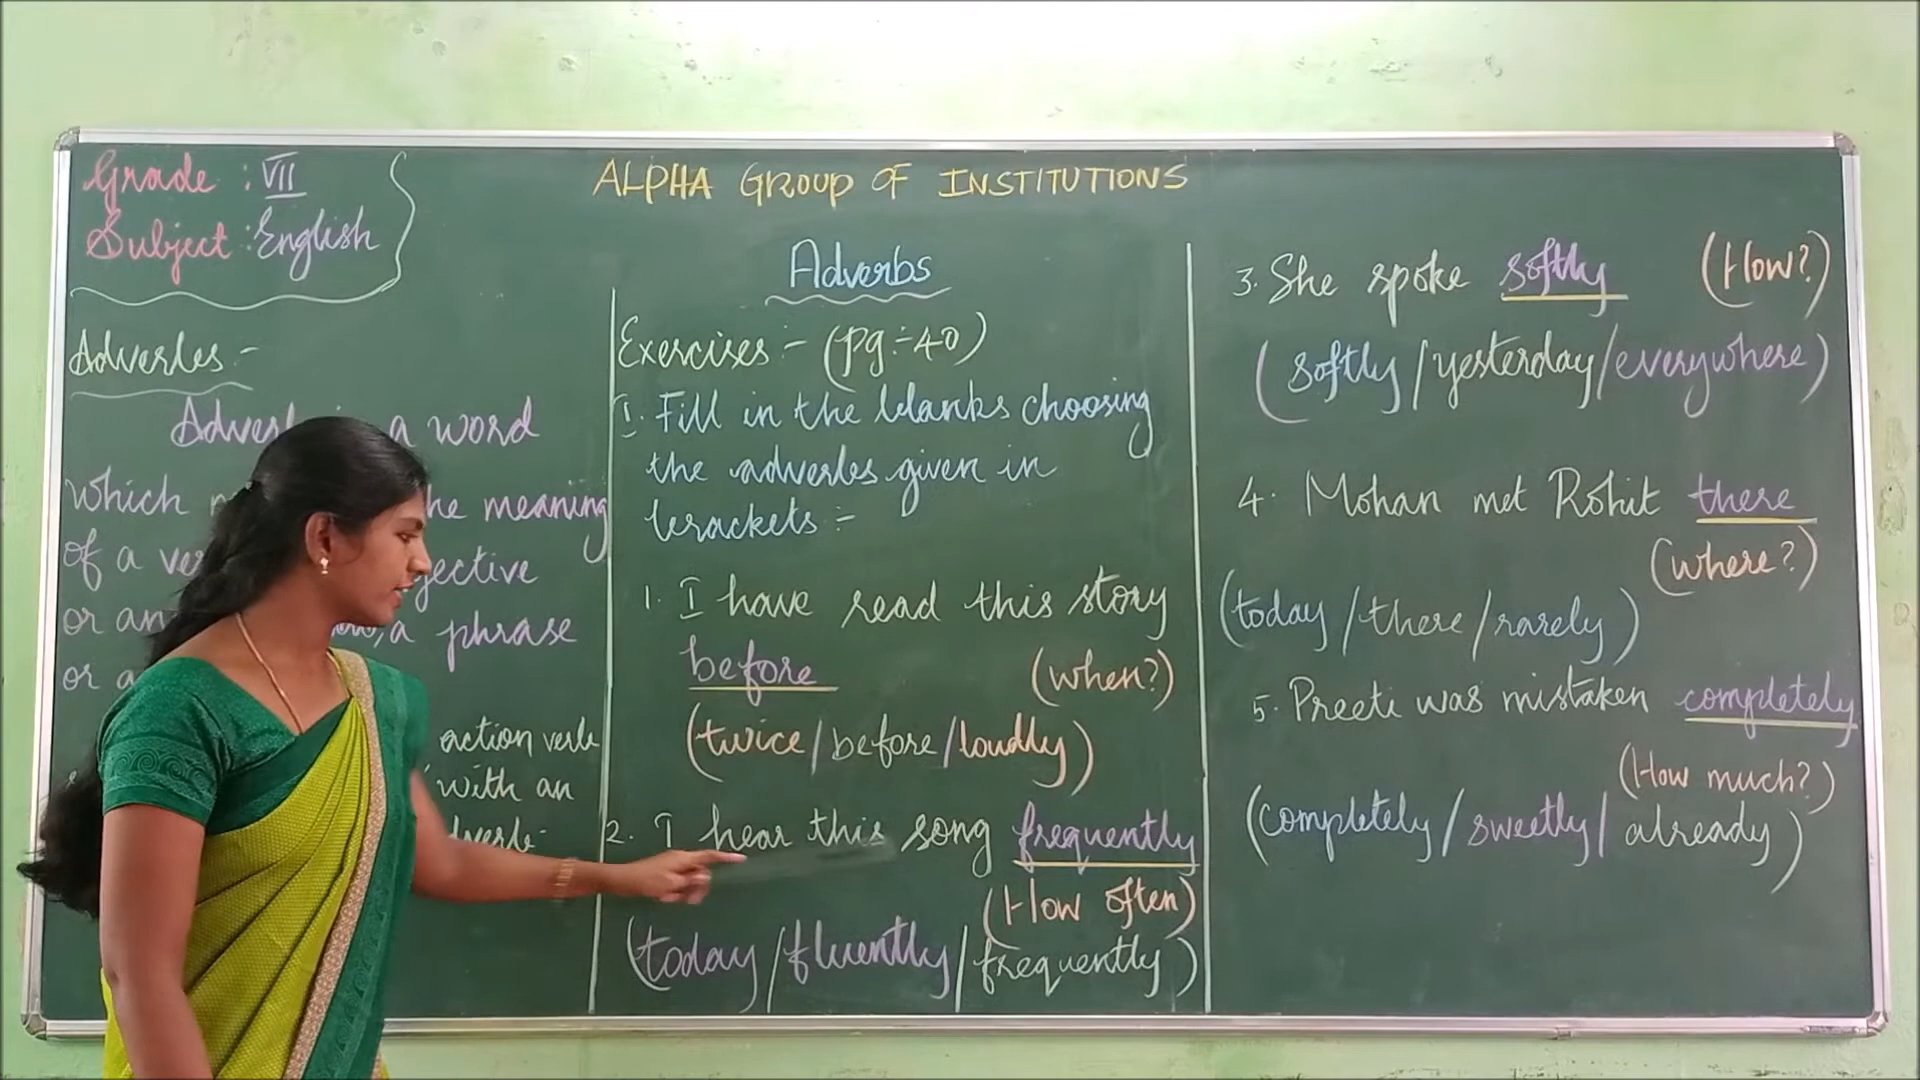 Grade : VII
Subject : English
ALPHA GROUP OF INSTITUTIONS
Adverbs
Adverbs :-
a word
which the meaning
of a
or an a phrase
or a
action verb
with an
Exercises :- (pg:-40)
I. Fill in the blanks choosing
the adverbs given in
brackets :-
1. I have read this story
before (when?)
(twice/before/loudly)
2. I hear this song frequently
(How often)
(today/fluently/frequently)
3. She spoke softly (How?)
(softly/yesterday/everywhere)
4. Mohan met Rohit there
(where?)
(today/there/rarely)
5. Preeti was mistaken completely
(How much?)
(completely/sweetly/already)